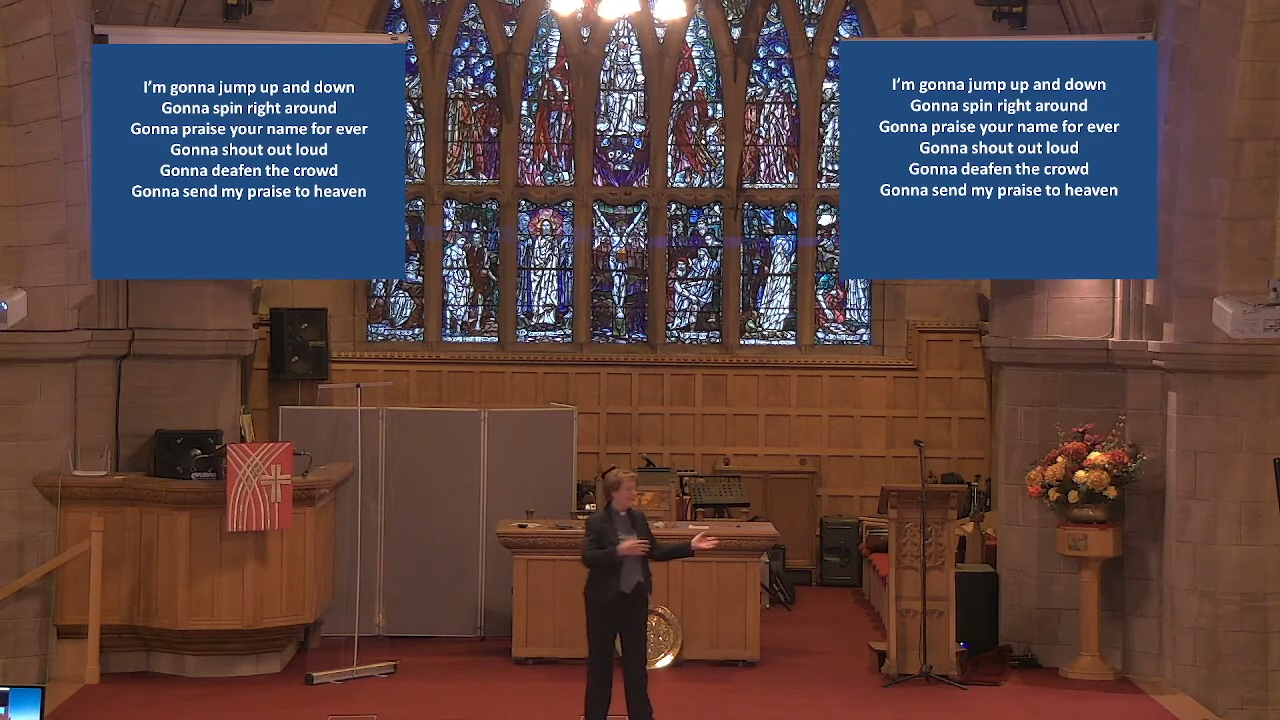 I'm gonna jump up and down
Gonna spin right around
Gonna praise your name for ever
Gonna shout out loud
Gonna deafen the crowd
Gonna send my praise to heaven
I'm gonna jump up and down
Gonna spin right around
Gonna praise your name for ever
Gonna shout out loud
Gonna deafen the crowd
Gonna send my praise to heaven